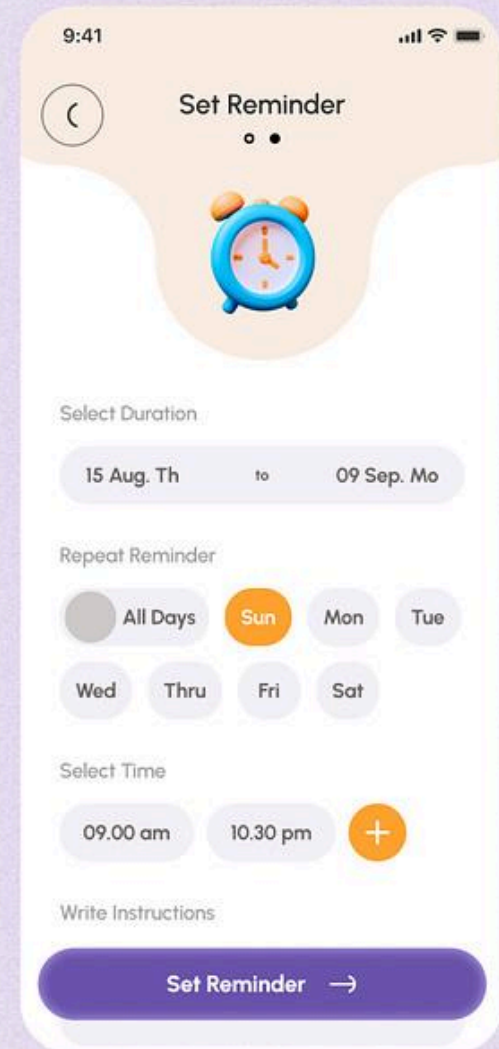 9:41
Set Reminder
Select Duration
15 Aug. Th to 09 Sep. Mo
Repeat Reminder
All Days Sun Mon Tue
Wed Thru Fri Sat
Select Time
09.00 am 10.30 pm +
Write Instructions
Set Reminder →